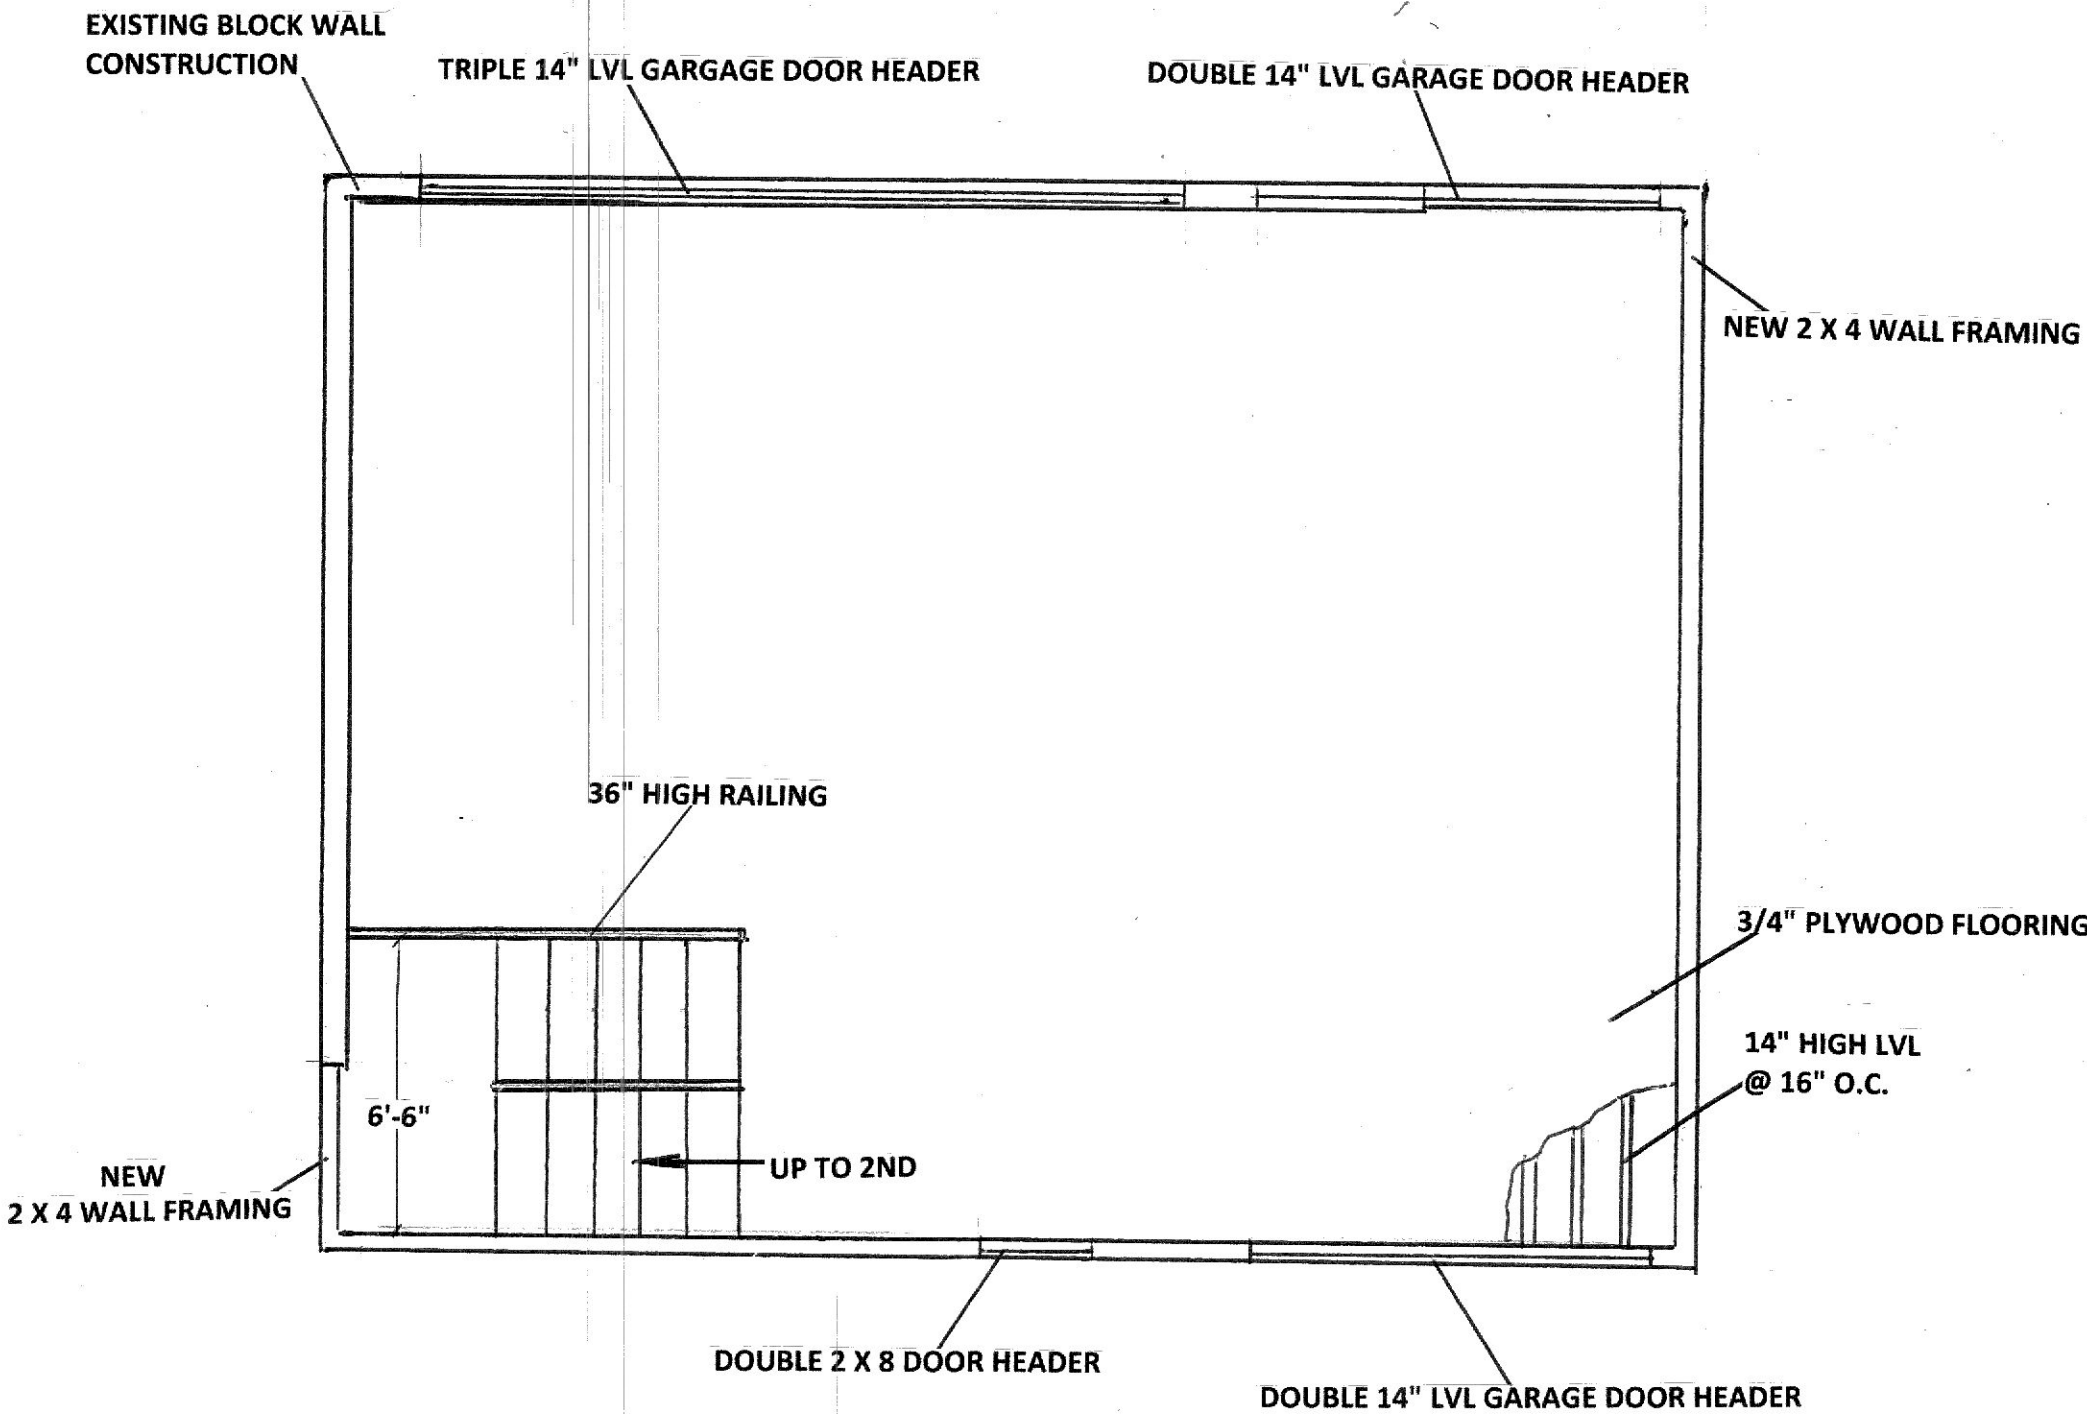 EXISTING BLOCK WALL
CONSTRUCTION
TRIPLE 14" LVL GARGAGE DOOR HEADER
DOUBLE 14" LVL GARAGE DOOR HEADER
NEW 2 X 4 WALL FRAMING
36" HIGH RAILING
3/4" PLYWOOD FLOORING
14" HIGH LVL
@ 16" O.C.
6'-6"
UP TO 2ND
NEW
2 X 4 WALL FRAMING
DOUBLE 2 X 8 DOOR HEADER
DOUBLE 14" LVL GARAGE DOOR HEADER